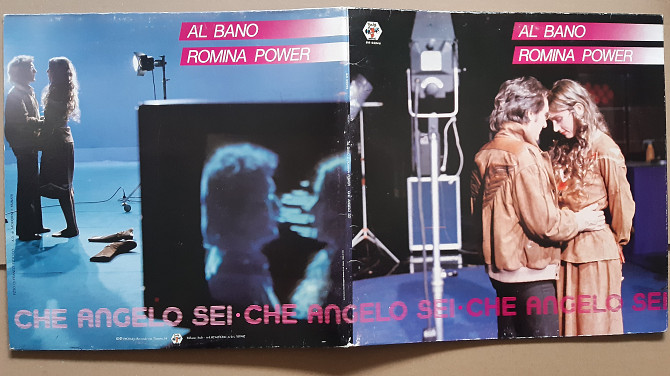 AL BANO
ROMINA POWER
AL BANO
ROMINA POWER
CHE ANGELO SEI·CHE ANGELO SEI·CHE ANGELO SEI